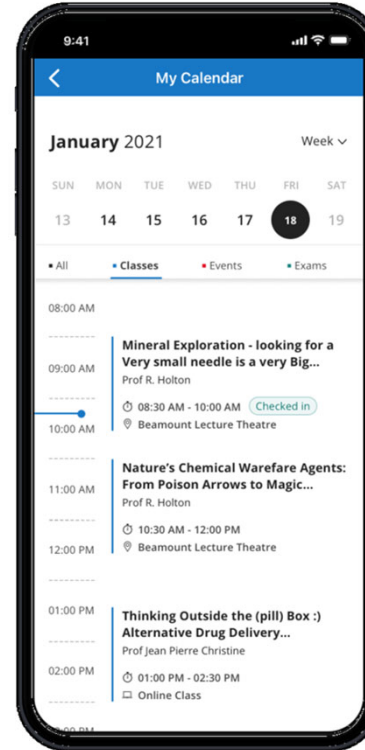 9:41
My Calendar
January 2021
Week
SUN MON TUE WED THU FRI SAT
13 14 15 16 17 18 19
All Classes Events Exams
08:00 AM
Mineral Exploration - looking for a
Very small needle is a very Big...
Prof R. Holton
09:00 AM
08:30 AM - 10:00 AM Checked in
Beamount Lecture Theatre
10:00 AM
Nature's Chemical Warefare Agents:
From Poison Arrows to Magic...
Prof R. Holton
11:00 AM
10:30 AM - 12:00 PM
Beamount Lecture Theatre
12:00 PM
01:00 PM
Thinking Outside the (pill) Box :)
Alternative Drug Delivery...
Prof Jean Pierre Christine
02:00 PM
01:00 PM - 02:30 PM
Online Class